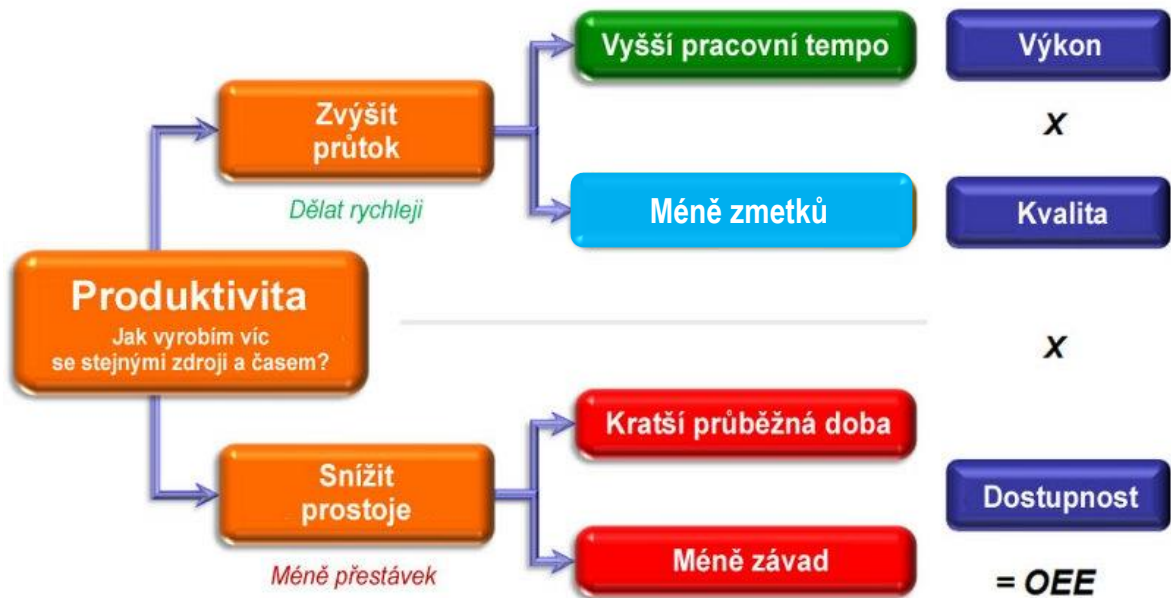 Vyšší pracovní tempo
Výkon
Zvýšit
průtok
x
Dělat rychleji
Méně zmetků
Kvalita
Produktivita
Jak vyrobím víc
se stejnými zdroji a časem?
x
Kratší průběžná doba
Snížit
prostoje
Dostupnost
Méně přestávek
Méně závad
= OEE